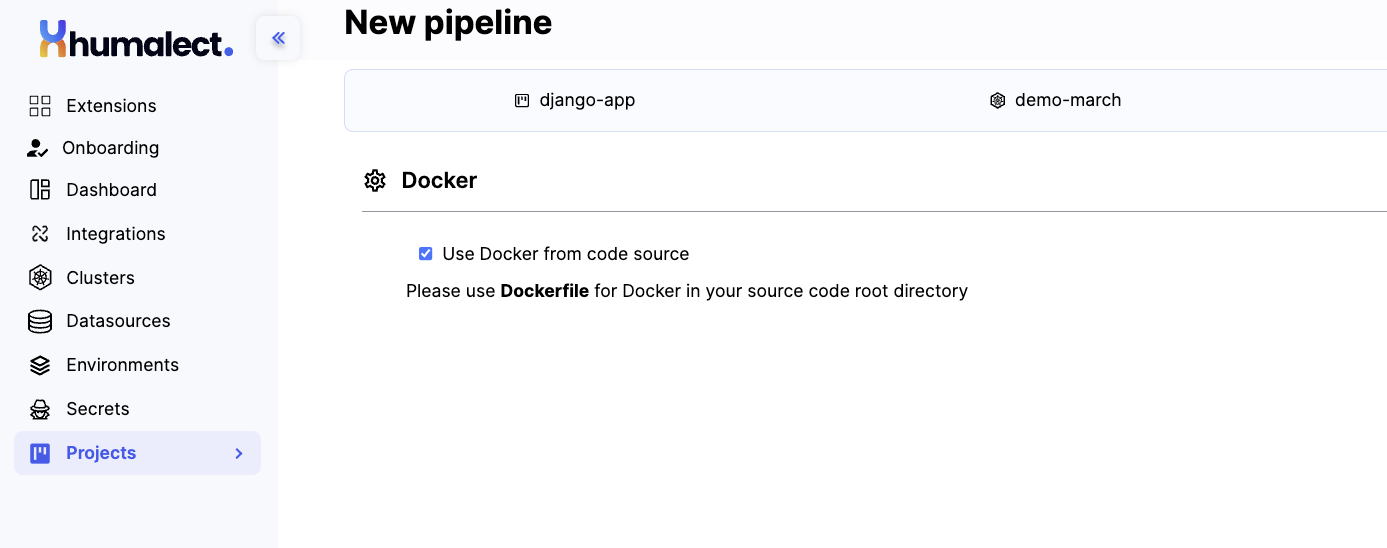 humalect.
New pipeline
django-app
demo-march
Extensions
Onboarding
Dashboard
Integrations
Clusters
Datasources
Environments
Secrets
Projects
Docker
Use Docker from code source
Please use Dockerfile for Docker in your source code root directory